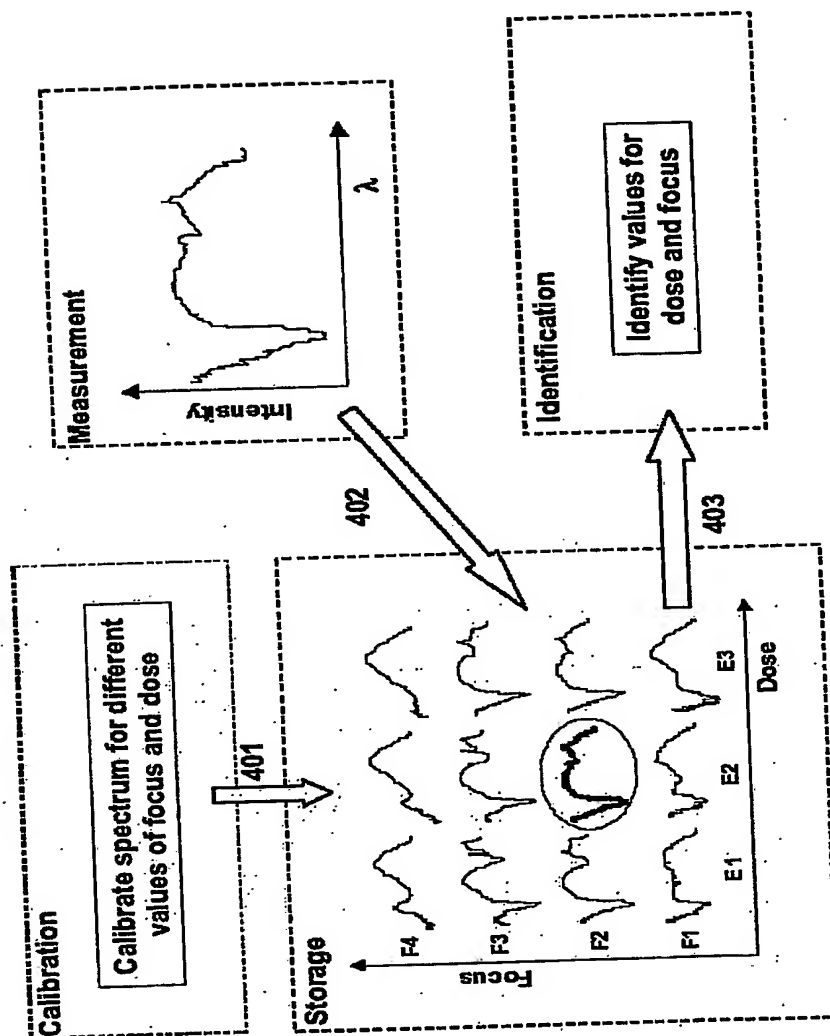 Calibration
Calibrate spectrum for different
values of focus and dose
401
Storage
Focus
F4
F3
F2
F1
E1
E2
E3
Dose
Measurement
Intensity
λ
402
403
Identification
Identify values for
dose and focus